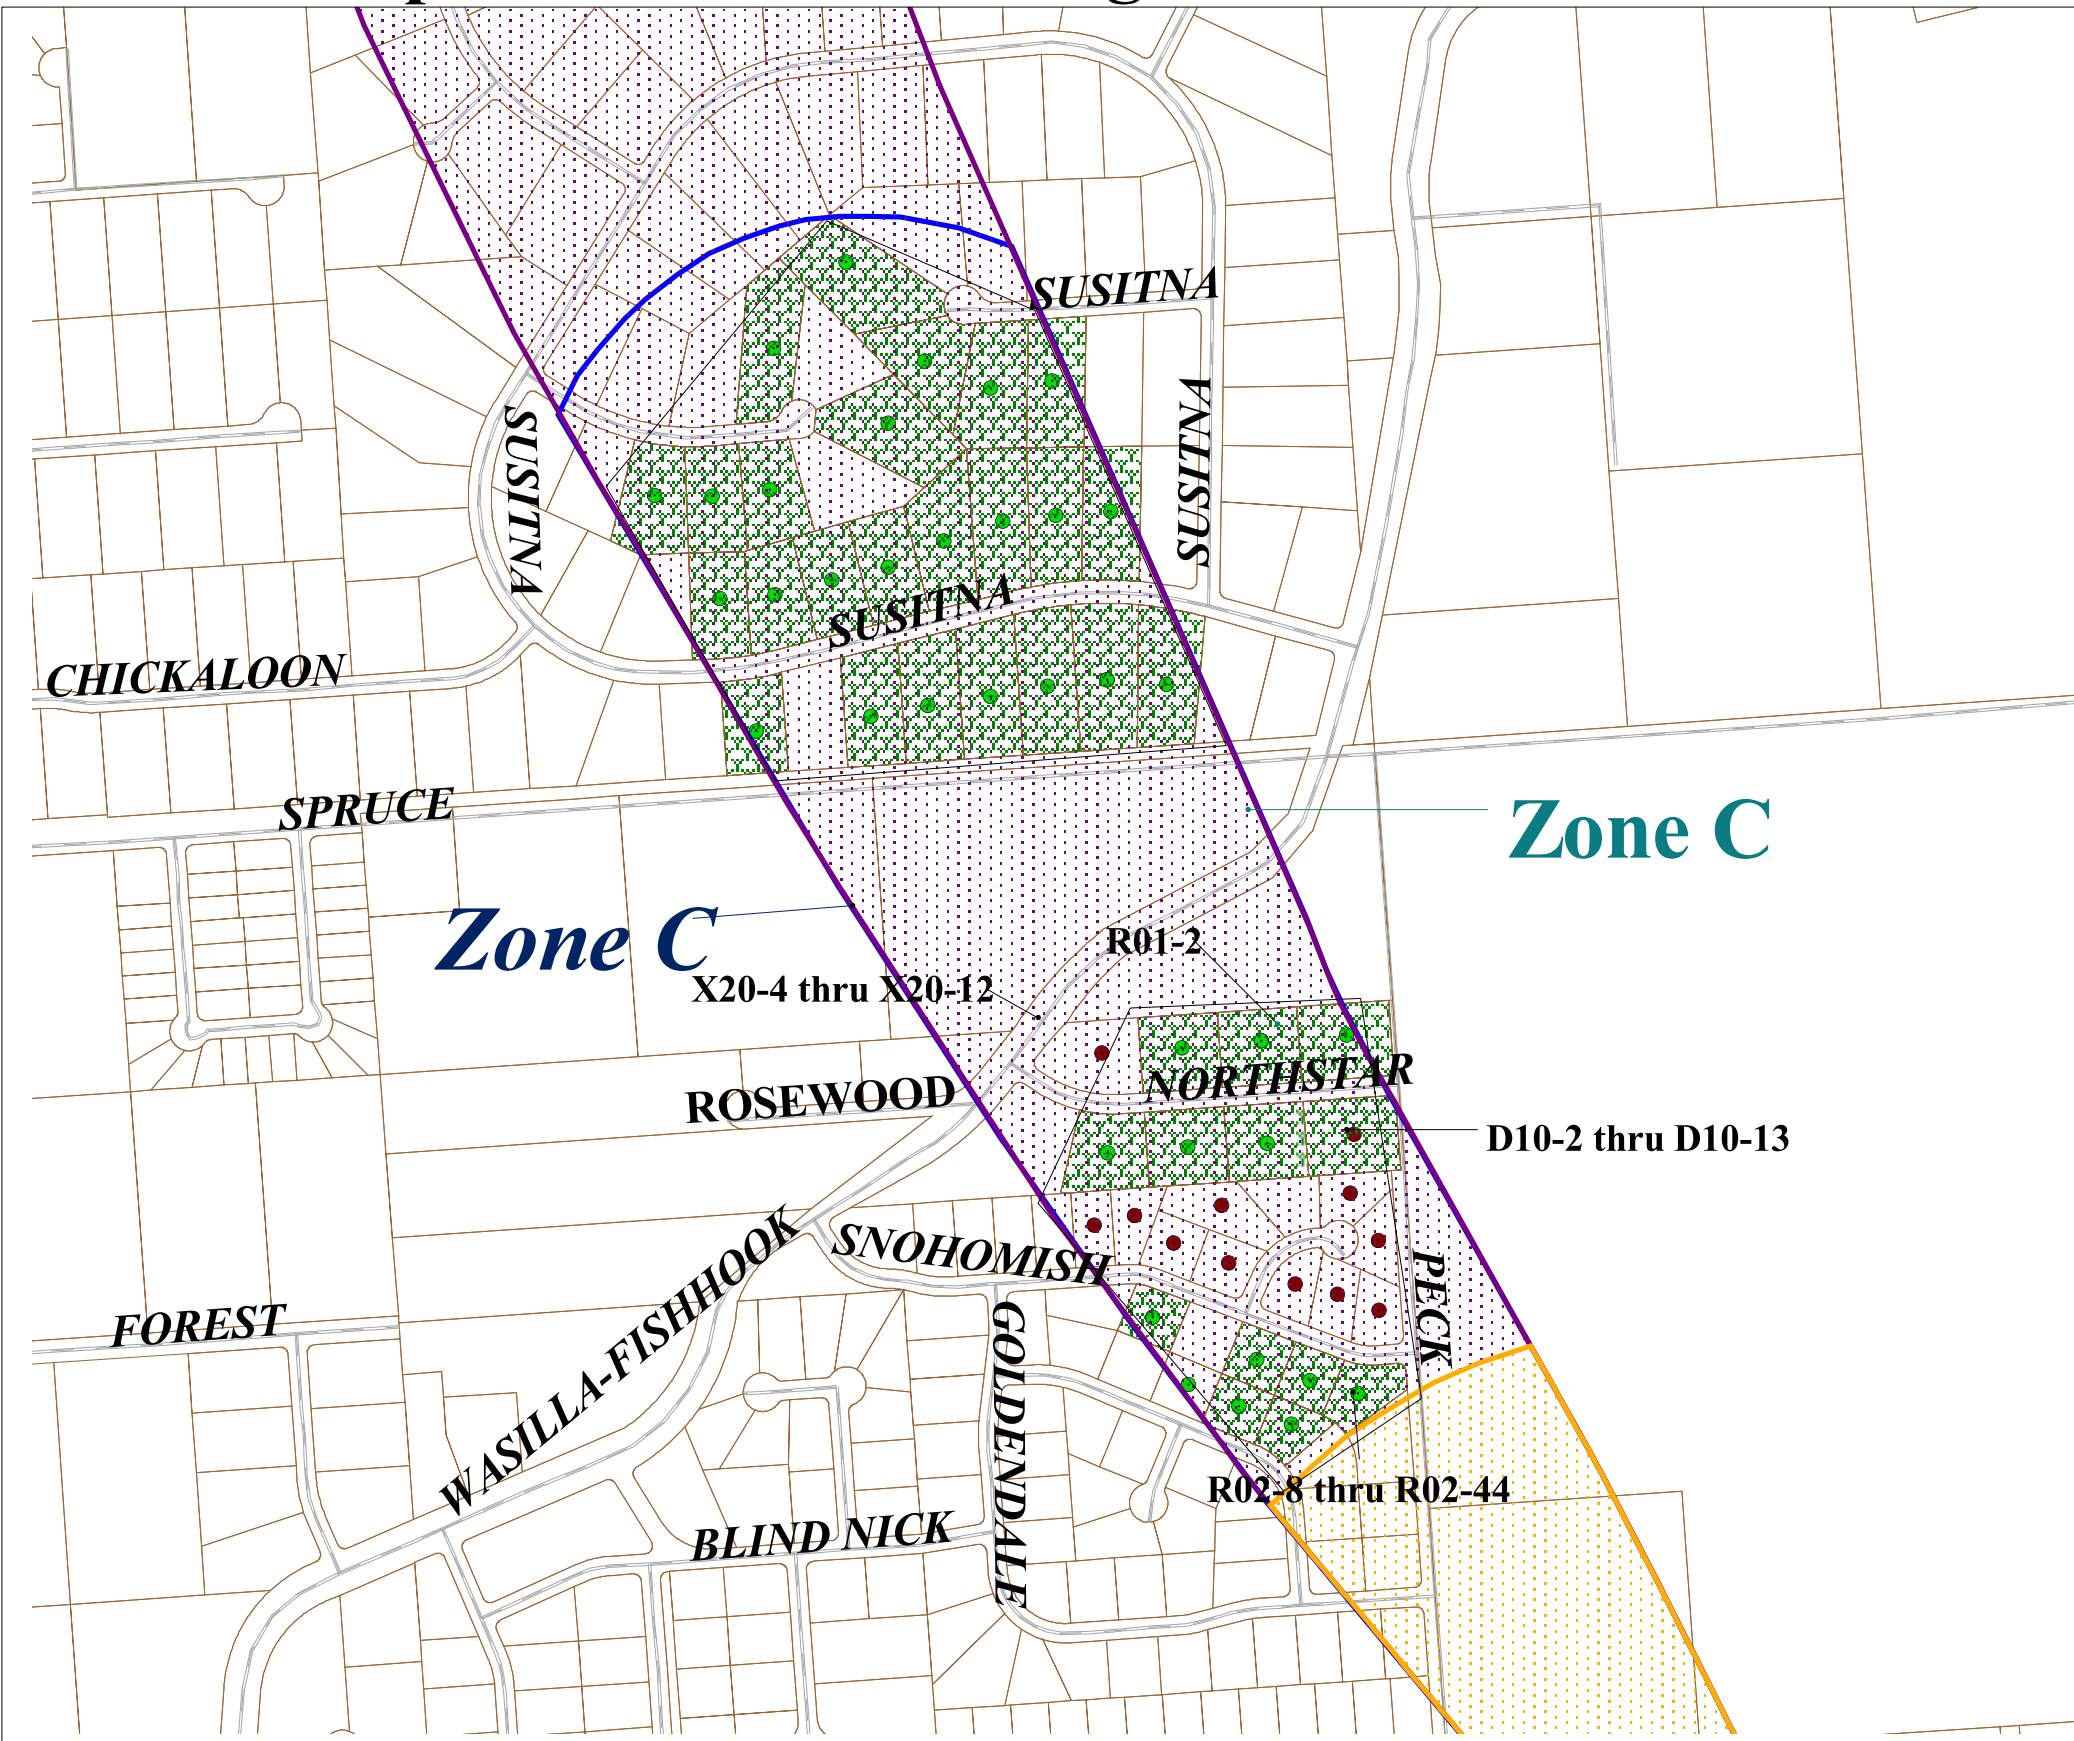 SUSITNA
SUSITNA
SUSITNA
SUSITNA
CHICKALOON
SPRUCE
Zone C
Zone C
R01-2
X20-4 thru X20-12
NORTHSTAR
ROSEWOOD
D10-2 thru D10-13
WASILLA-FISHHOOK
SNOHOMISH
PECK
FOREST
GOLDENDALE
R02-8 thru R02-44
BLIND NICK